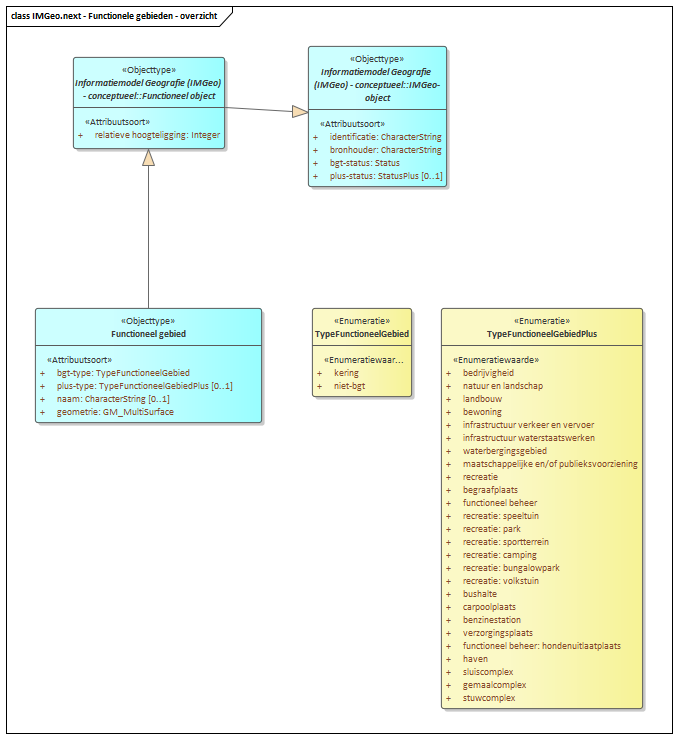 class IMGeo.next - Functionele gebieden - overzicht
«Objecttype»
Informatiemodel Geografie (IMGeo)
- conceptueel::Functioneel object
«Attribuutsoort»
+ relatieve hoogteligging: Integer
«Objecttype»
Informatiemodel Geografie
(IMGeo) - conceptueel::IMGeo-
object
«Attribuutsoort»
+ identificatie: CharacterString
+ bronhouder: CharacterString
+ bgt-status: Status
+ plus-status: StatusPlus [0..1]
«Objecttype»
Functioneel gebied
«Attribuutsoort»
+ bgt-type: TypeFunctioneelGebied
+ plus-type: TypeFunctioneelGebiedPlus [0..1]
+ naam: CharacterString [0..1]
+ geometrie: GM_MultiSurface
«Enumeratie»
TypeFunctioneelGebied
«Enumeratiewaar...
+ kering
+ niet-bgt
«Enumeratie»
TypeFunctioneelGebiedPlus
«Enumeratiewaarde»
+ bedrijvigheid
+ natuur en landschap
+ landbouw
+ bewoning
+ infrastructuur verkeer en vervoer
+ infrastructuur waterstaatswerken
+ waterbergingsgebied
+ maatschappelijke en/of publieksvoorziening
+ recreatie
+ begraafplaats
+ functioneel beheer
+ recreatie: speeltuin
+ recreatie: park
+ recreatie: sportterrein
+ recreatie: camping
+ recreatie: bungalowpark
+ recreatie: volkstuin
+ bushalte
+ carpoolplaats
+ benzinestation
+ verzorgingsplaats
+ functioneel beheer: hondenuitlaatplaats
+ haven
+ sluiscomplex
+ gemaalcomplex
+ stuwcomplex